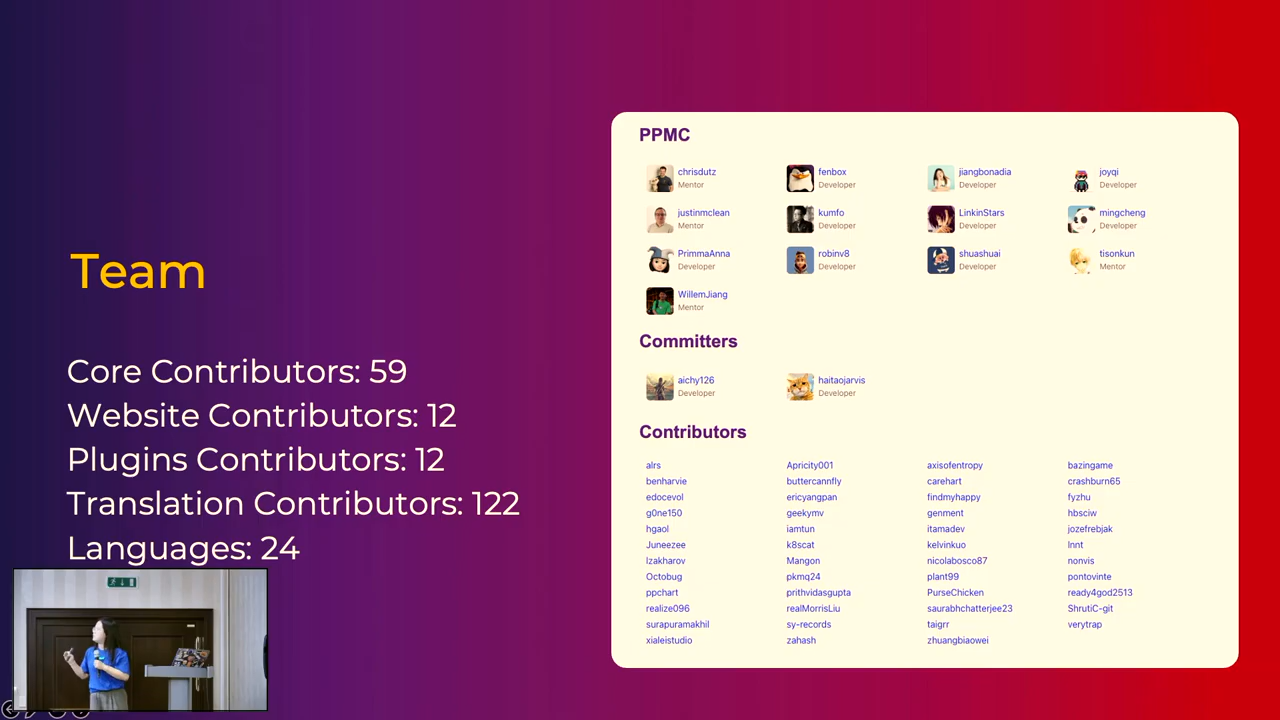 Team
Core Contributors: 59
Website Contributors: 12
Plugins Contributors: 12
Translation Contributors: 122
Languages: 24
PPMC
chrisdutz fenbox jiangbonadia joyqi
Mentor Developer Developer Developer
justinmclean kumfo LinkinStars mingcheng
Mentor Developer Developer Developer
PrimmaAnna robinv8 shuashuai tisonkun
Developer Developer Developer Mentor
WillemJiang
Mentor
Committers
aichy126 haitaojarvis
Developer Developer
Contributors
alrs Apricity001 axisofentropy bazingame
benharvie buttercannfly carehart crashburn65
edocevol ericyangpan findmyhappy fyzhu
g0ne150 geekymv genment hbsciw
hgaol iamtun itamadev jozefrebjak
Juneezee k8scat kelvinkuo lnnt
lzakharov Mangon nicolabosco87 nonvis
Octobug pkmq24 plant99 pontovinte
ppchart prithvidasgupta PurseChicken ready4god2513
realize096 realMorrisLiu saurabhchatterjee23 ShrutiC-git
surapuramakhil sy-records taigrr verytrap
xialeistudio zahash zhuangbiaowei